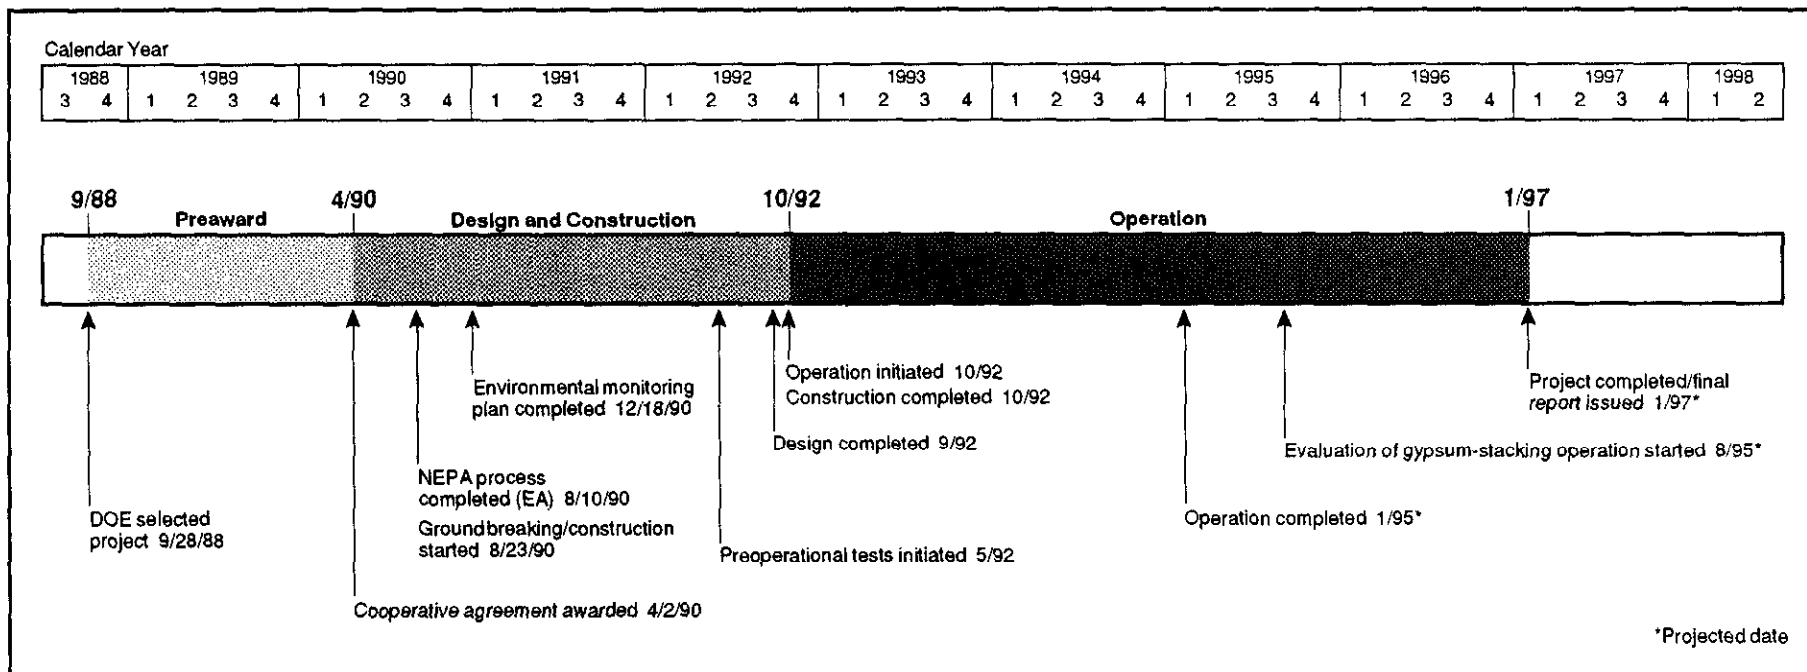 Calendar Year
1988 1989 1990 1991 1992 1993 1994 1995 1996 1997 1998
3 4 1 2 3 4 1 2 3 4 1 2 3 4 1 2 3 4 1 2 3 4 1 2 3 4 1 2 3 4 1 2 3 4 1 2 3 4 1 2
9/88 4/90 10/92 1/97
Preaward Design and Construction Operation
DOE selected
project 9/28/88
Cooperative agreement awarded 4/2/90
NEPA process
completed (EA) 8/10/90
Ground breaking/construction
started 8/23/90
Environmental monitoring
plan completed 12/18/90
Preoperational tests initiated 5/92
Design completed 9/92
Operation initiated 10/92
Construction completed 10/92
Operation completed 1/95*
Evaluation of gypsum-stacking operation started 8/95*
Project completed/final
report issued 1/97*
*Projected date